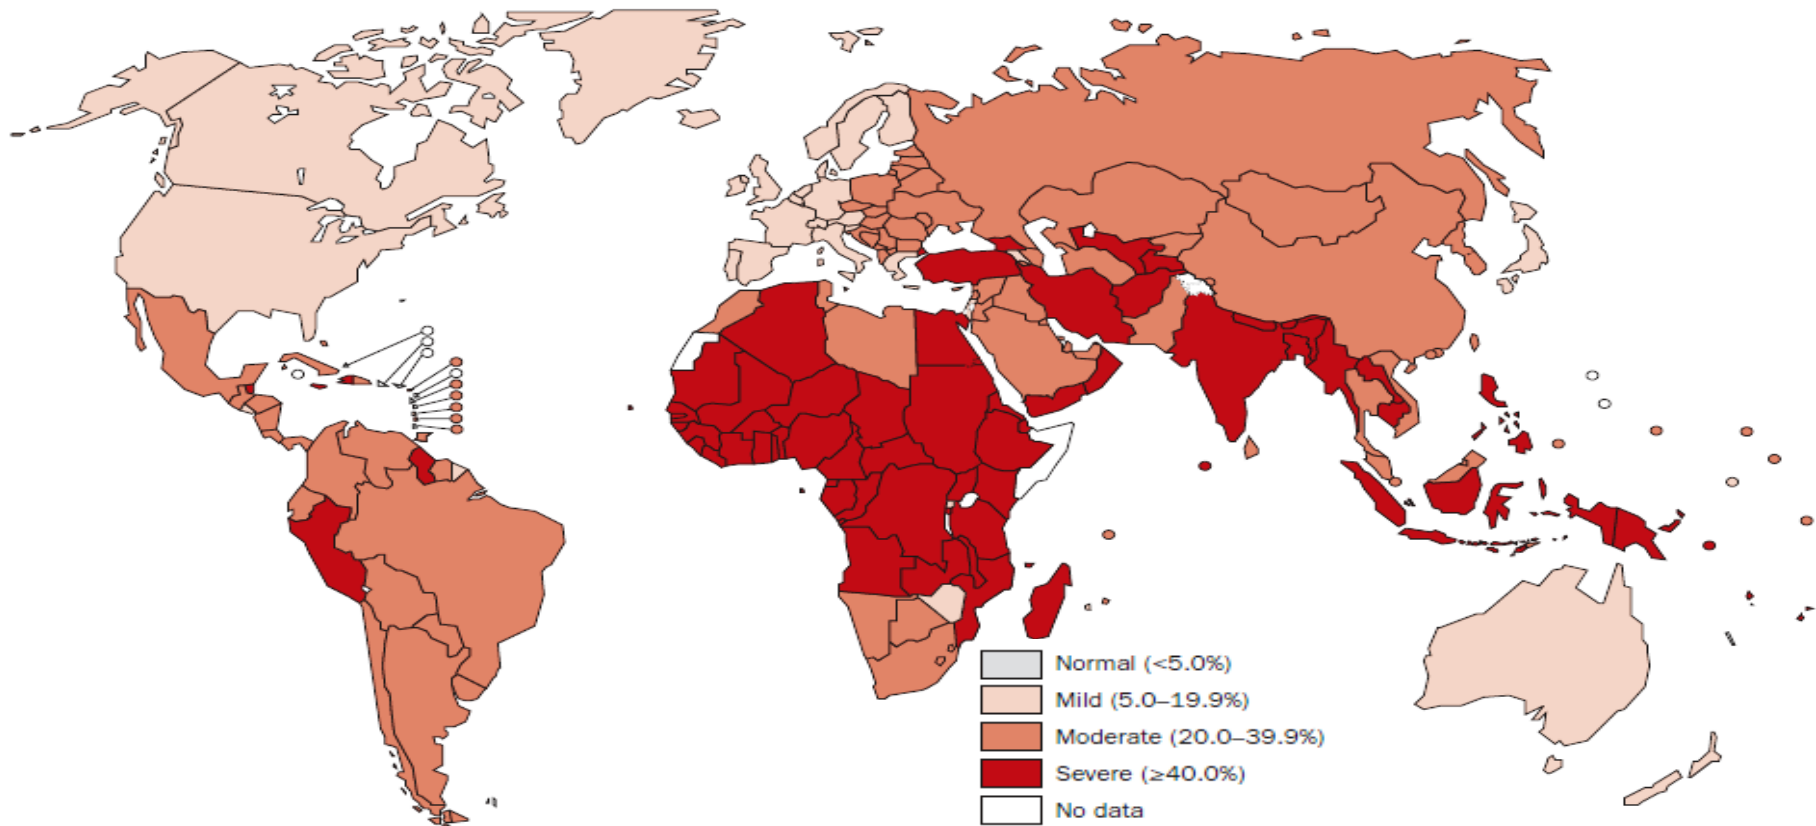 Normal (<5.0%)
Mild (5.0–19.9%)
Moderate (20.0–39.9%)
Severe (≥40.0%)
No data